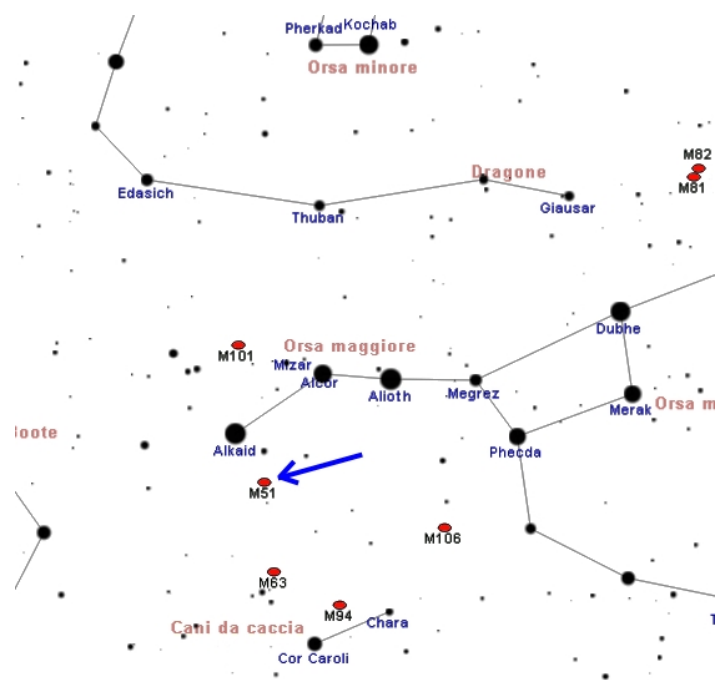 Pherkad
Kochab
Orsa minore
M82
M81
Dragone
Edasich
Thuban
Giausar
Dubhe
M101
Orsa maggiore
Mizar
Alcor
Alioth
Megrez
Merak
Orsa m
Boote
Alkaid
Phecda
M51
M106
M63
M94
Chara
Cani da caccia
Cor Caroli
T